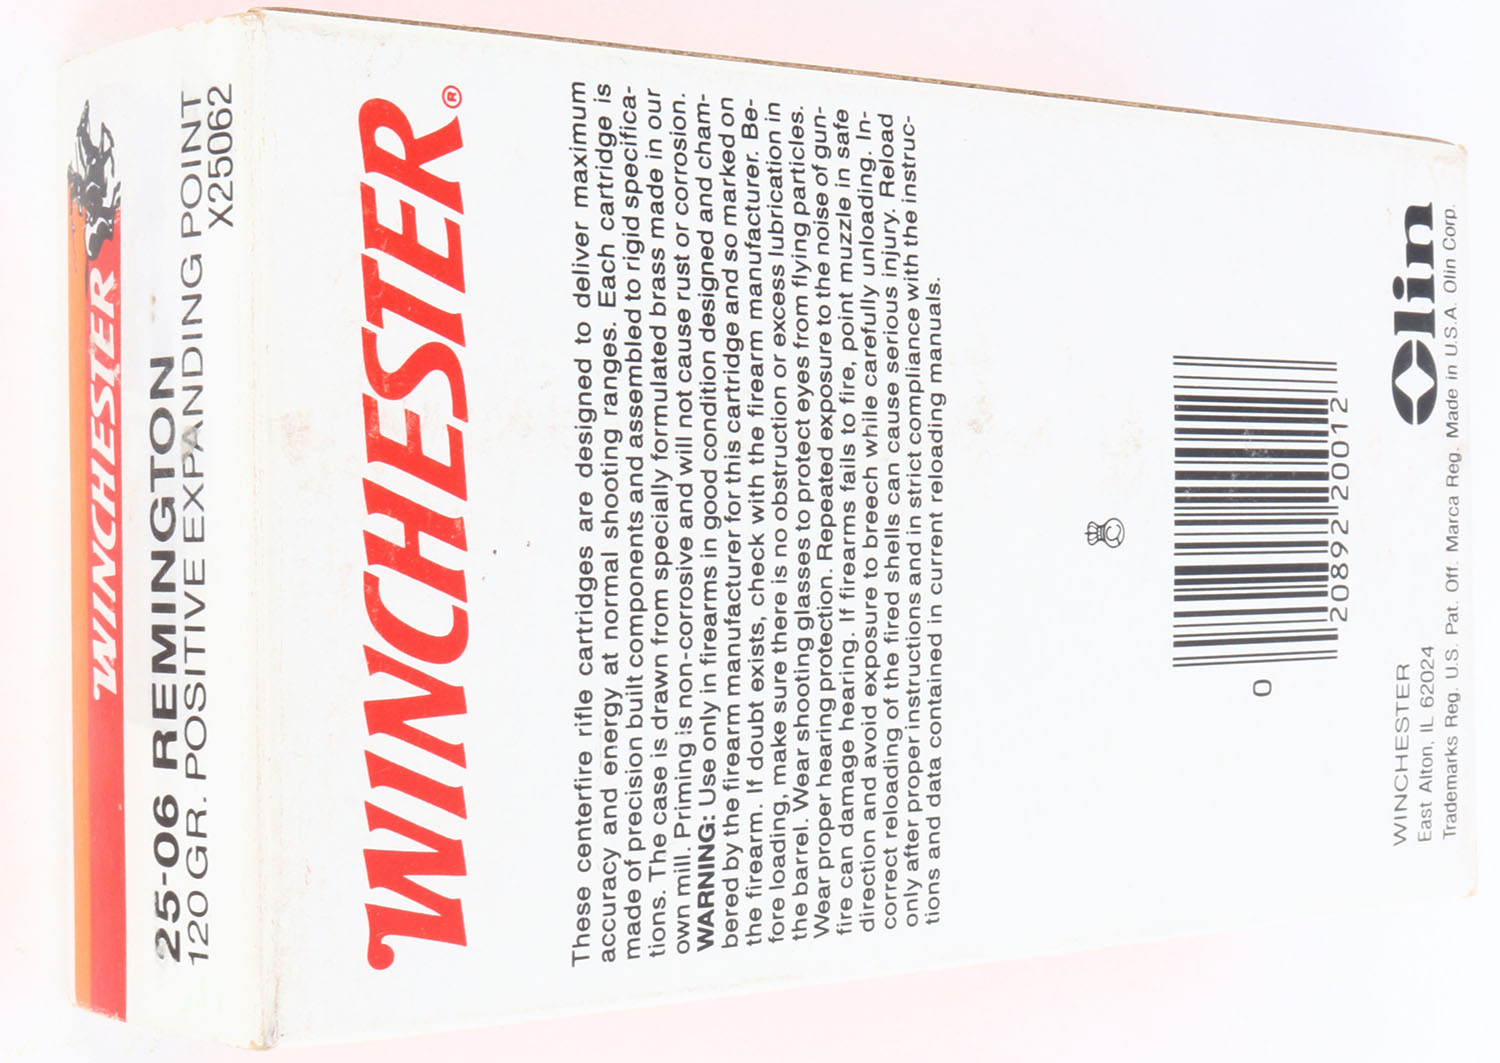 WINCHESTER
25-06 REMINGTON
120 GR. POSITIVE EXPANDING POINT
X25062
WINCHESTER®
These centerfire rifle cartridges are designed to deliver maximum
accuracy and energy at normal shooting ranges. Each cartridge is
made of precision built components and assembled to rigid specifica-
tions. The case is drawn from specially formulated brass made in our
own mill. Priming is non-corrosive and will not cause rust or corrosion.
WARNING: Use only in firearms in good condition designed and cham-
bered by the firearm manufacturer for this cartridge and so marked on
the firearm. If doubt exists, check with the firearm manufacturer. Be-
fore loading, make sure there is no obstruction or excess lubrication in
the barrel. Wear shooting glasses to protect eyes from flying particles.
Wear proper hearing protection. Repeated exposure to the noise of gun-
fire can damage hearing. If firearms fails to fire, point muzzle in safe
direction and avoid exposure to breech while carefully unloading. In-
correct reloading of the fired shells can cause serious injury. Reload
only after proper instructions and in strict compliance with the instruc-
tions and data contained in current reloading manuals.
C
0
20892 20012
Olin
WINCHESTER
East Alton, IL 62024
Trademarks Reg. U.S. Pat. Off. Marca Reg. Made in U.S.A. Olin Corp.